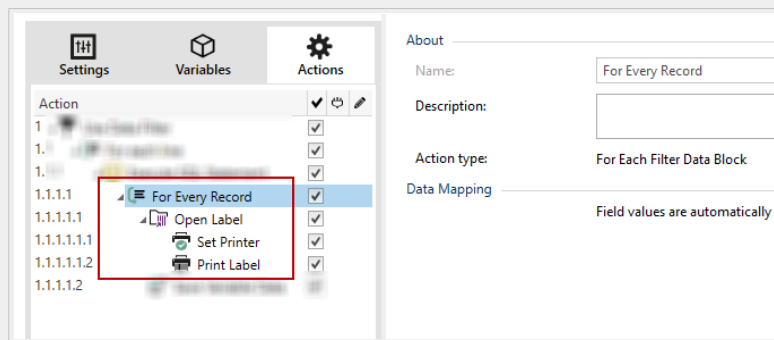 Settings Variables Actions
Action
1
1.
1.
1.1.1.1 For Every Record
1.1.1.1.1 Open Label
1.1.1.1.1.1 Set Printer
1.1.1.1.1.2 Print Label
1.1.1.1.2
About
Name: For Every Record
Description:
Action type: For Each Filter Data Block
Data Mapping
Field values are automatically